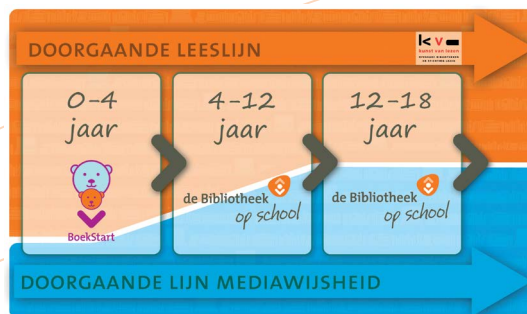 DOORGAANDE LEESLIJN
kvl
kunst van lezen
0-4
jaar
BoekStart
4-12
jaar
de Bibliotheek
op school
12-18
jaar
de Bibliotheek
op school
DOORGAANDE LIJN MEDIAWIJSHEID